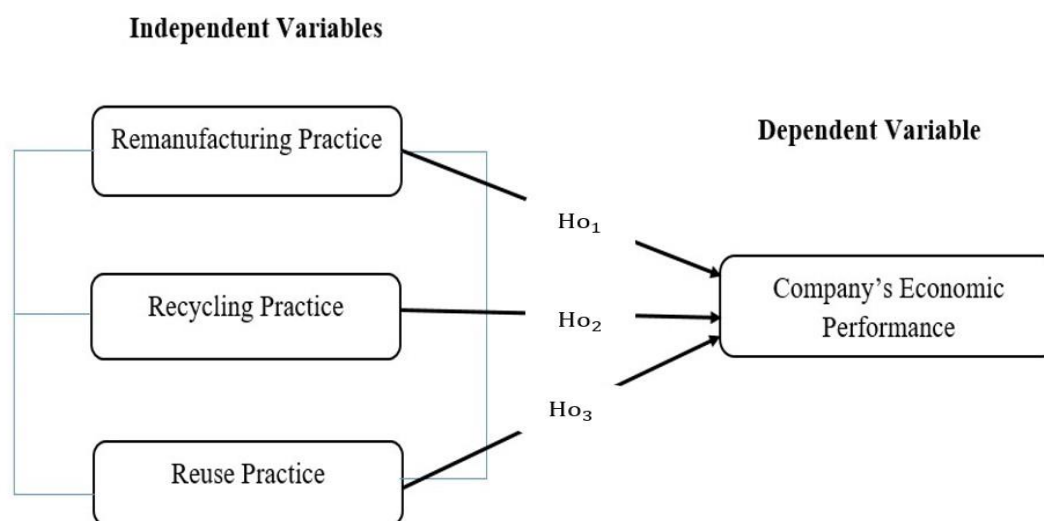 Independent Variables
Remanufacturing Practice
Dependent Variable
Ho₁
Recycling Practice
Company’s Economic
Performance
Ho₂
Ho₃
Reuse Practice